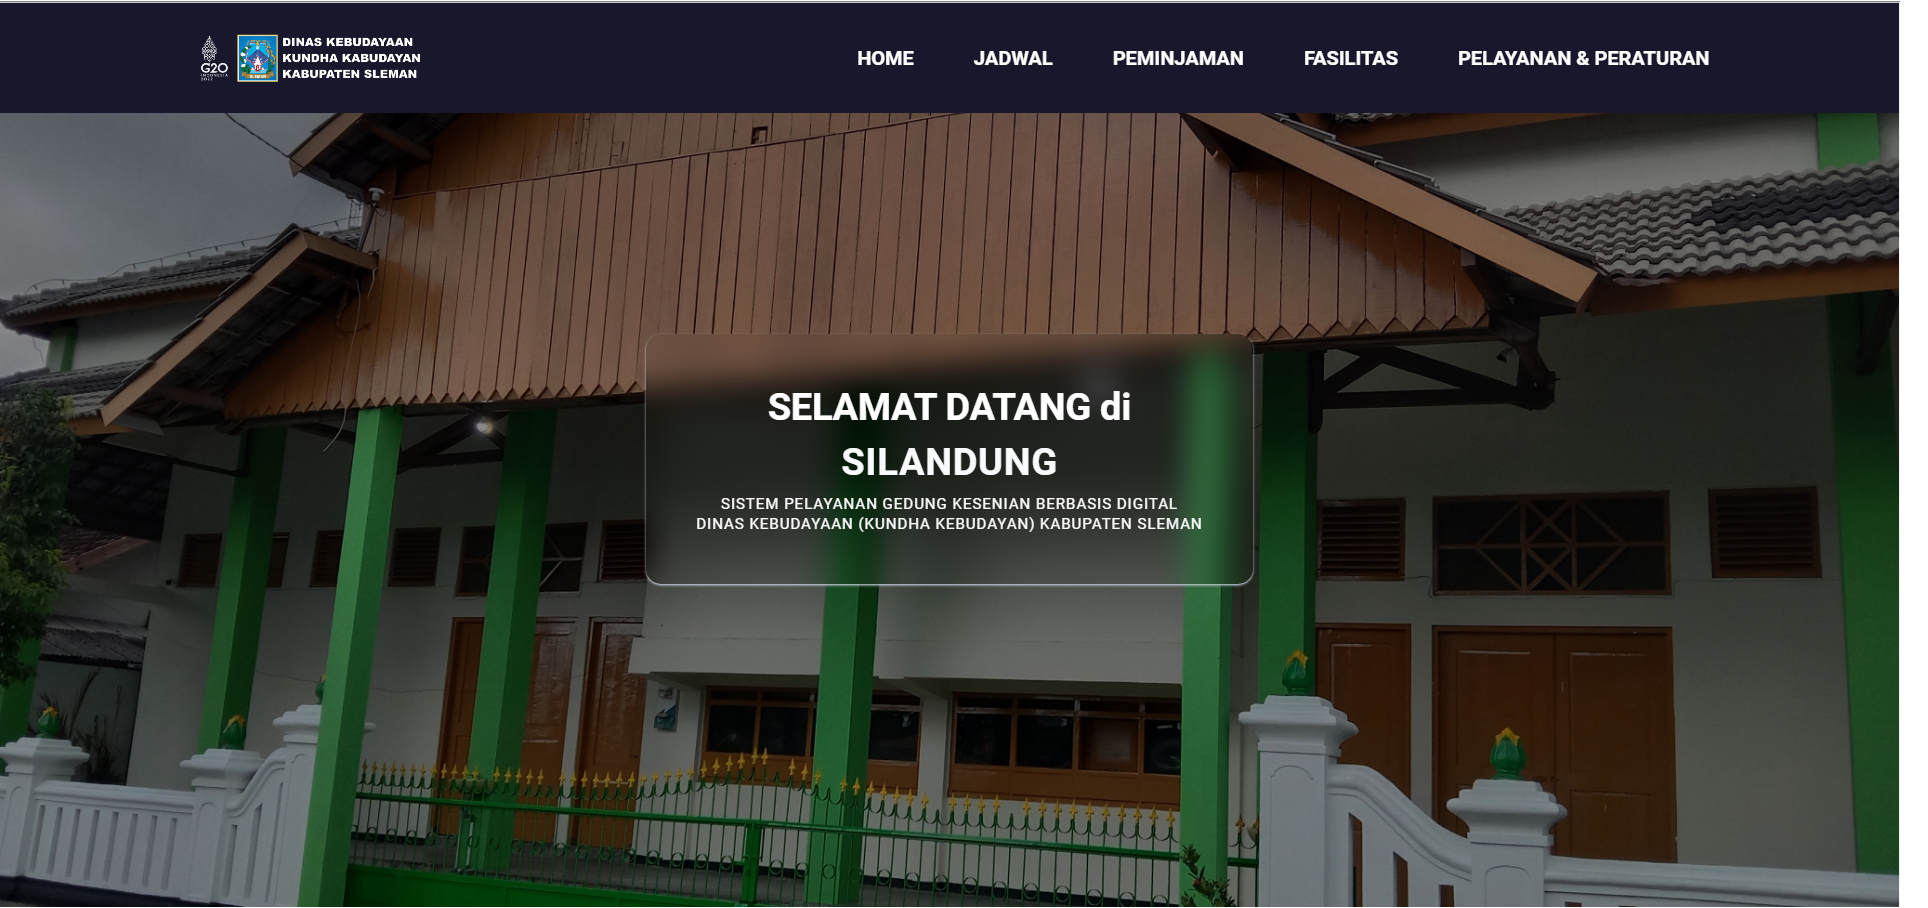 G20
INDONESIA
2022
SLEMAN
DINAS KEBUDAYAAN
KUNDHA KABUDAYAN
KABUPATEN SLEMAN
HOME
JADWAL
PEMINJAMAN
FASILITAS
PELAYANAN & PERATURAN
SELAMAT DATANG di
SILANDUNG
SISTEM PELAYANAN GEDUNG KESENIAN BERBASIS DIGITAL
DINAS KEBUDAYAAN (KUNDHA KEBUDAYAN) KABUPATEN SLEMAN